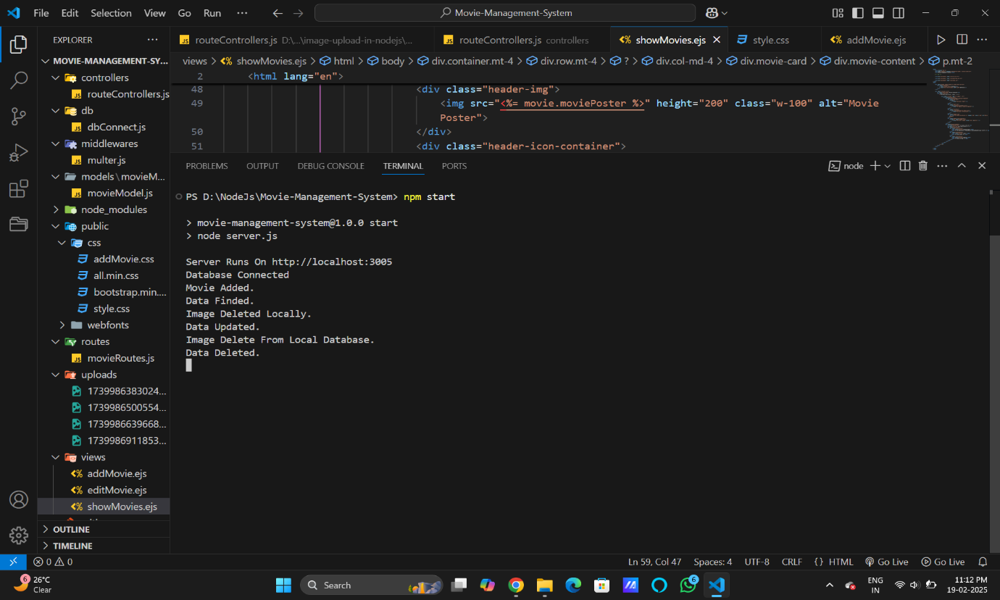 File Edit Selection View Go Run ··· Movie-Management-System
EXPLORER ···
MOVIE-MANAGEMENT-SY...
controllers
routeControllers.js
db
dbConnect.js
middlewares
multer.js
models\movieM...
movieModel.js
node_modules
public
css
addMovie.css
all.min.css
bootstrap.min....
style.css
webfonts
routes
movieRoutes.js
uploads
1739986383024...
1739986500554...
1739986639668...
1739986911853...
views
addMovie.ejs
editMovie.ejs
showMovies.ejs
OUTLINE
TIMELINE
routeControllers.js D:\...\image-upload-in-nodejs\... routeControllers.js controllers showMovies.ejs style.css addMovie.ejs ···
views > showMovies.ejs > html > body > div.container.mt-4 > div.row.mt-4 > ? > div.col-md-4 > div.movie-card > div.movie-content > p.mt-2
2 <html lang="en">
48 <div class="header-img">
49 <img src="<%= movie.moviePoster %>" height="200" class="w-100" alt="Movie
Poster">
50 </div>
51 <div class="header-icon-container">
PROBLEMS OUTPUT DEBUG CONSOLE TERMINAL PORTS node ···
PS D:\NodeJs\Movie-Management-System> npm start
> movie-management-system@1.0.0 start
> node server.js
Server Runs On http://localhost:3005
Database Connected
Movie Added.
Data Finded.
Image Deleted Locally.
Data Updated.
Image Delete From Local Database.
Data Deleted.
0 0 Ln 59, Col 47 Spaces: 4 UTF-8 CRLF {} HTML Go Live Go Live
6 26°C
Clear
Search
6
ENG
IN
11:12 PM
19-02-2025